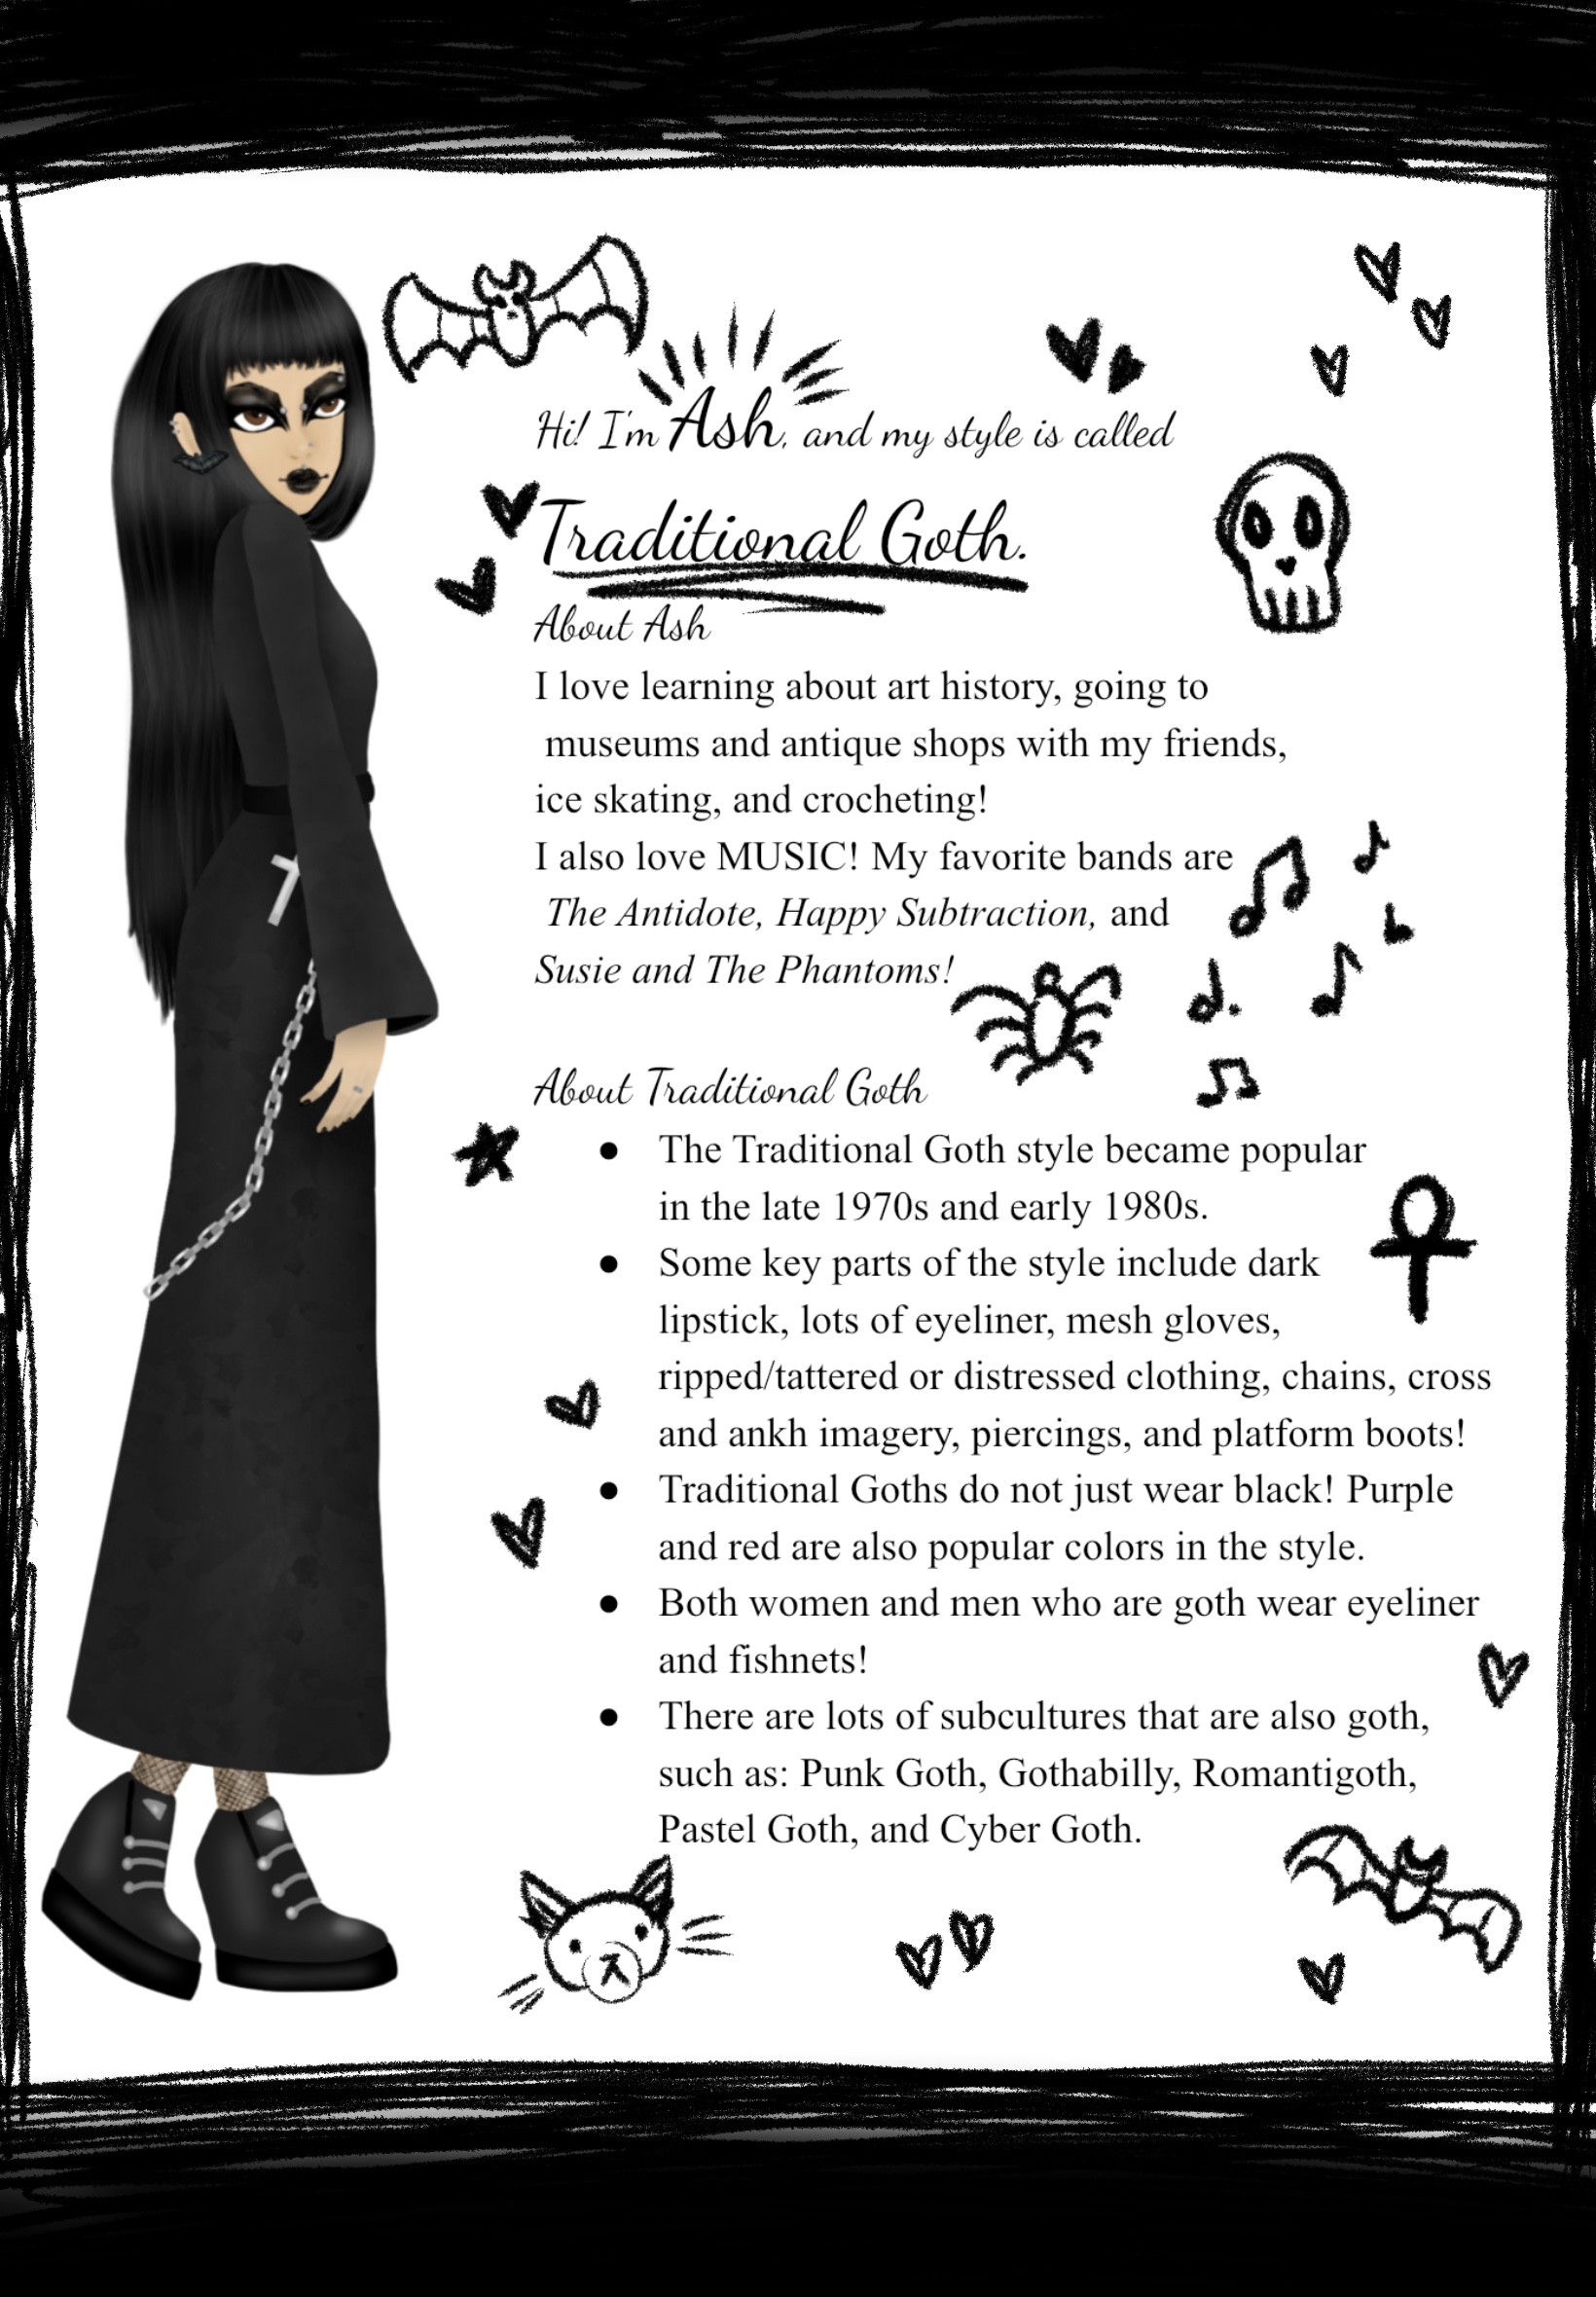 Hi! I'm Ash, and my style is called
Traditional Goth.
About Ash
I love learning about art history, going to
museums and antique shops with my friends,
ice skating, and crocheting!
I also love MUSIC! My favorite bands are
The Antidote, Happy Subtraction, and
Susie and The Phantoms!
About Traditional Goth
● The Traditional Goth style became popular
in the late 1970s and early 1980s.
● Some key parts of the style include dark
lipstick, lots of eyeliner, mesh gloves,
ripped/tattered or distressed clothing, chains, cross
and ankh imagery, piercings, and platform boots!
● Traditional Goths do not just wear black! Purple
and red are also popular colors in the style.
● Both women and men who are goth wear eyeliner
and fishnets!
● There are lots of subcultures that are also goth,
such as: Punk Goth, Gothabilly, Romantigoth,
Pastel Goth, and Cyber Goth.